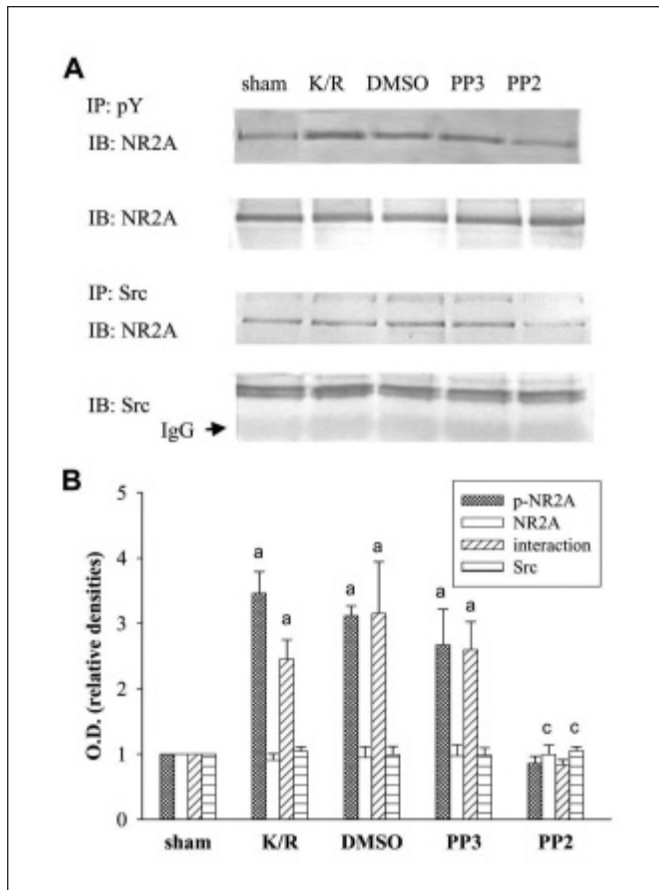 A
sham K/R DMSO PP3 PP2
IP: pY
IB: NR2A
IB: NR2A
IP: Src
IB: NR2A
IB: Src
IgG
B
5
4
3
2
1
0
O.D. (relative densities)
p-NR2A
NR2A
interaction
Src
a
a
a
a
a
a
c
c
sham K/R DMSO PP3 PP2